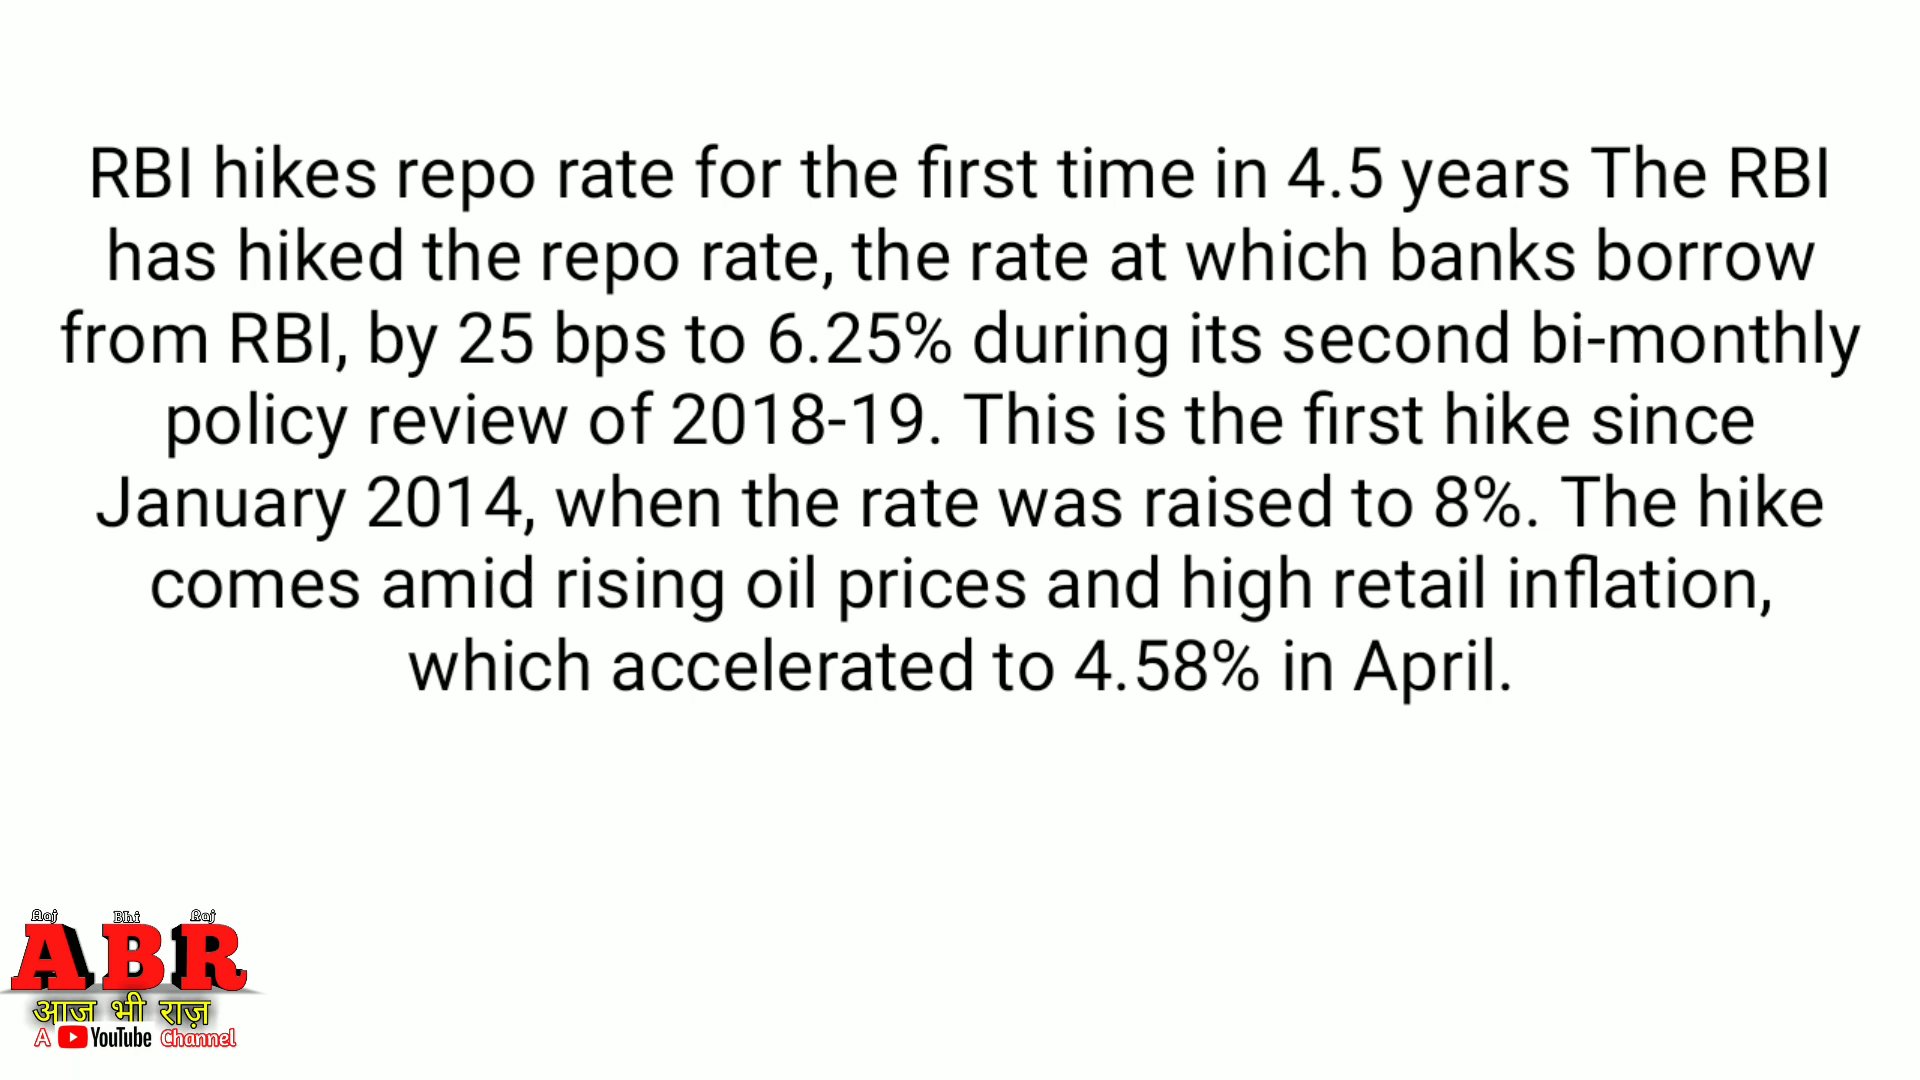 RBI hikes repo rate for the first time in 4.5 years The RBI
has hiked the repo rate, the rate at which banks borrow
from RBI, by 25 bps to 6.25% during its second bi-monthly
policy review of 2018-19. This is the first hike since
January 2014, when the rate was raised to 8%. The hike
comes amid rising oil prices and high retail inflation,
which accelerated to 4.58% in April.
Aaj Bhi Raj
ABR
आज भी राज़
A YouTube Channel